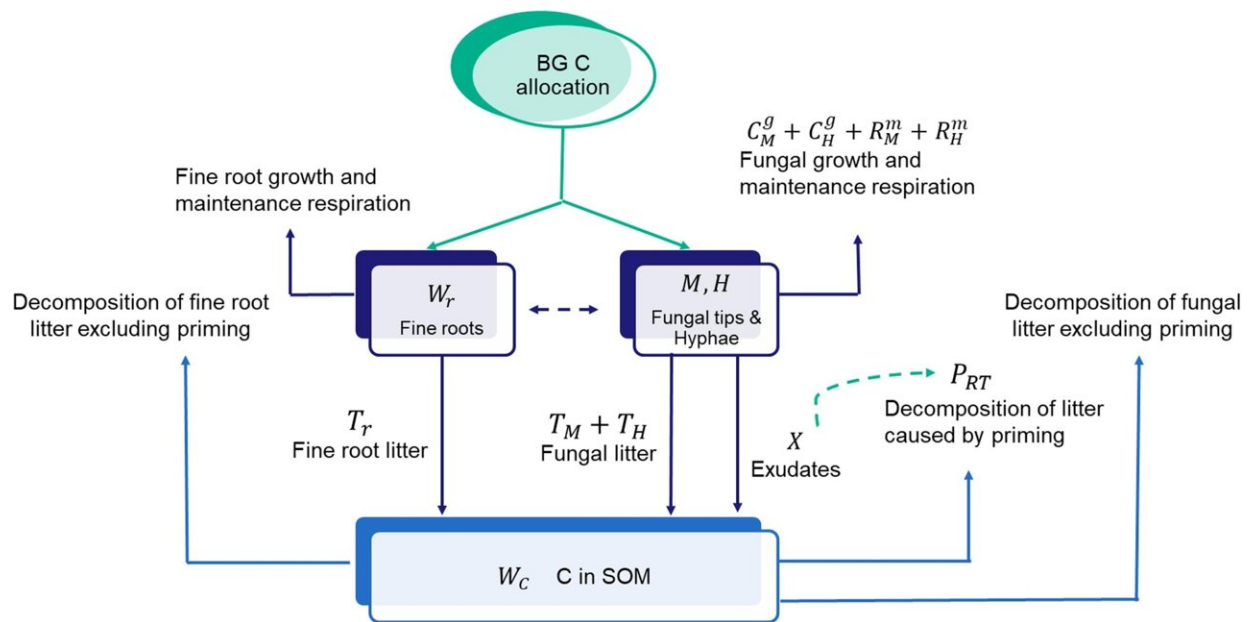 BG C
allocation
$C_M^g + C_H^g + R_M^m + R_H^m$
Fungal growth and
maintenance respiration
Fine root growth and
maintenance respiration
$W_r$
Fine roots
$M, H$
Fungal tips &
Hyphae
Decomposition of fine root
litter excluding priming
Decomposition of fungal
litter excluding priming
$P_{RT}$
Decomposition of litter
caused by priming
$T_r$
Fine root litter
$T_M + T_H$
Fungal litter
$X$
Exudates
$W_C$ C in SOM